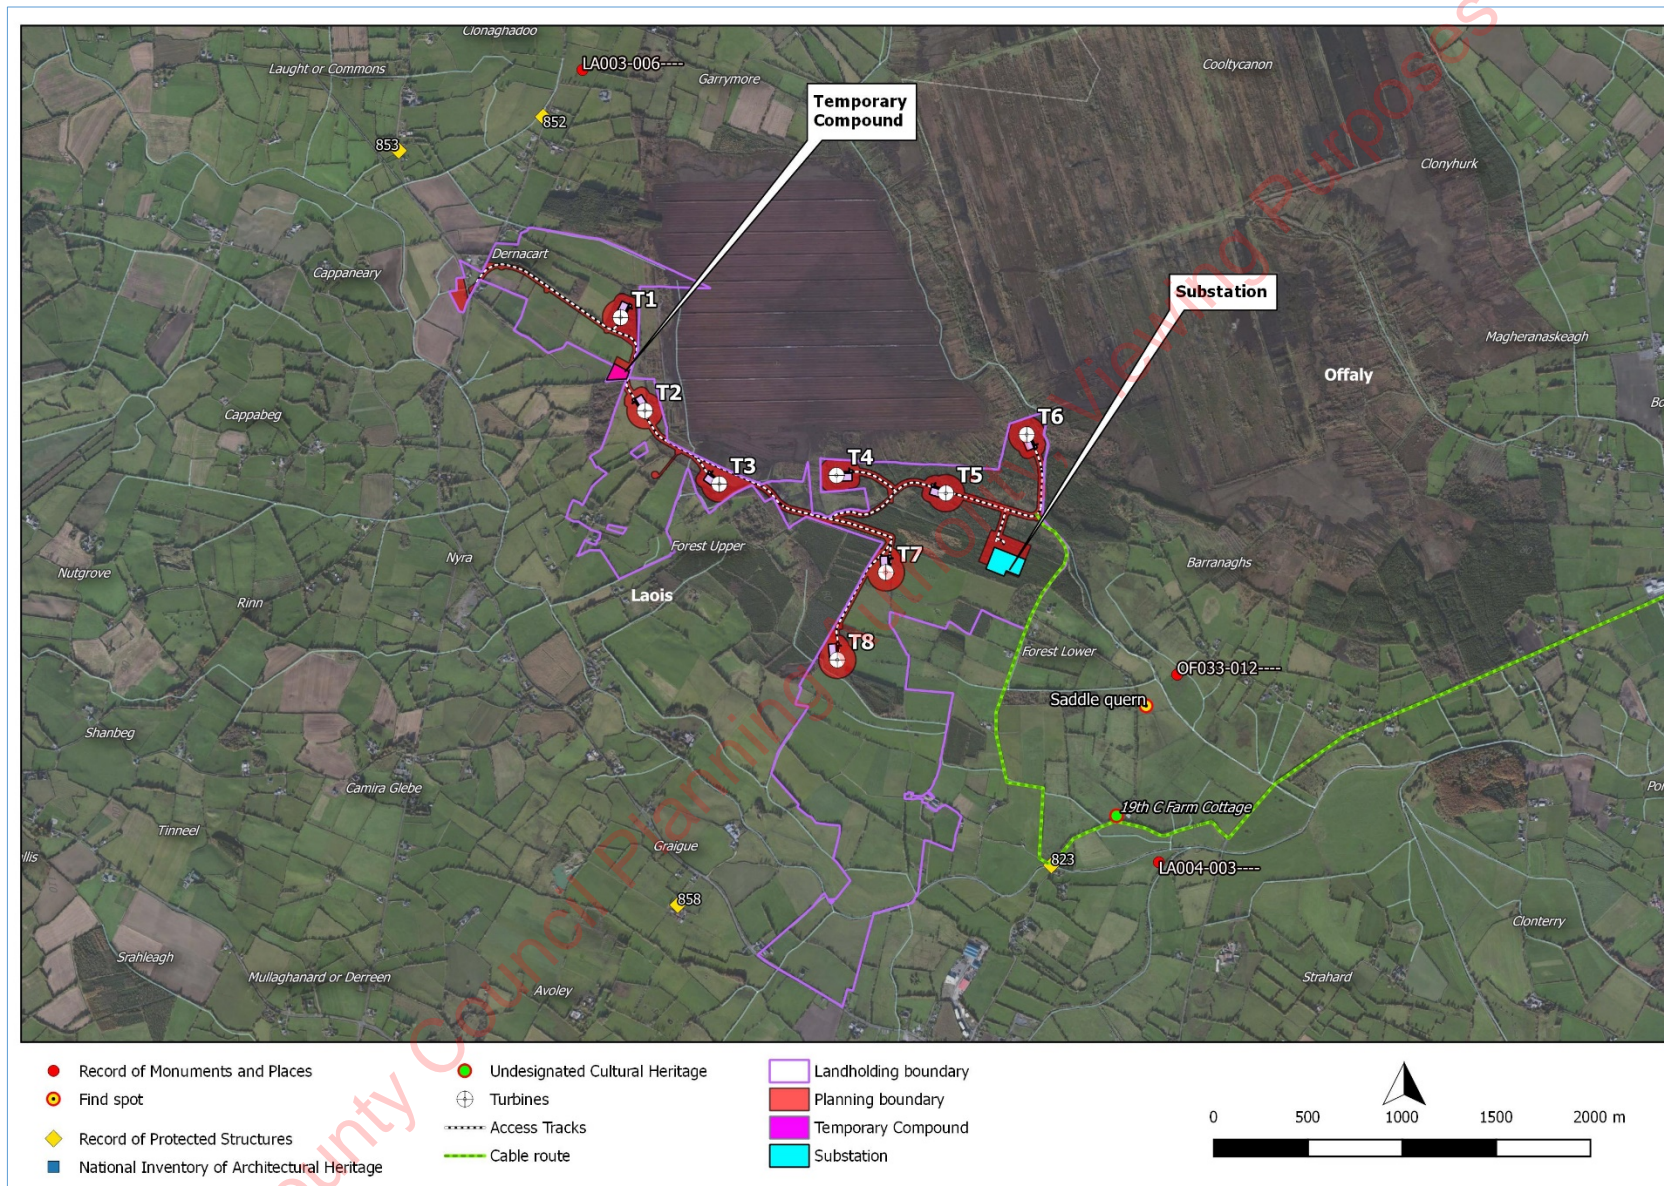 Clonaghadoo
LA003-006----
Laught or Commons
Garrymore
Cooltycanon
Temporary
Compound
852
853
Clonyhurk
Dernacart
Cappaneary
Substation
T1
Magheranaskeagh
Offaly
T2
Cappabeg
T6
T3
T4
T5
Forest Upper
Nyra
T7
Barranaghs
Nutgrove
Rinn
Laois
T8
Forest Lower
OF033-012----
Saddle quern
Shanbeg
Camira Glebe
19th C Farm Cottage
Tinneel
Graigue
823
LA004-003----
858
Clonterry
Srahleagh
Mullaghanard or Derreen
Avoley
Strahard
County Council Planning Authority, Viewing Purposes
Record of Monuments and Places
Find spot
Record of Protected Structures
National Inventory of Architectural Heritage
Undesignated Cultural Heritage
Turbines
Access Tracks
Cable route
Landholding boundary
Planning boundary
Temporary Compound
Substation
0 500 1000 1500 2000 m